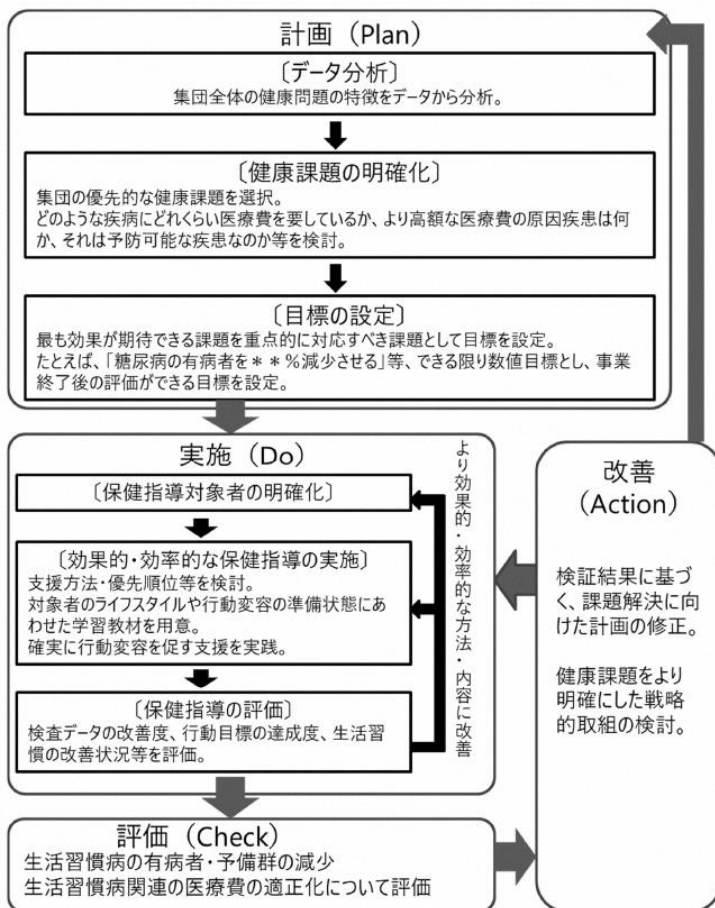 計画（Plan）
〔データ分析〕
集団全体の健康問題の特徴をデータから分析。
〔健康課題の明確化〕
集団の優先的な健康課題を選択。
どのような疾病にどれくらい医療費を要しているか、より高額な医療費の原因疾患は何
か、それは予防可能な疾患なのか等を検討。
〔目標の設定〕
最も効果が期待できる課題を重点的に対応すべき課題として目標を設定。
たとえば、「糖尿病の有病者を＊＊%減少させる」等、できる限り数値目標とし、事業
終了後の評価ができる目標を設定。
実施（Do）
〔保健指導対象者の明確化〕
〔効果的・効率的な保健指導の実施〕
支援方法・優先順位等を検討。
対象者のライフスタイルや行動変容の準備状態にあ
わせた学習教材を用意。
確実に行動変容を促す支援を実践。
〔保健指導の評価〕
検査データの改善度、行動目標の達成度、生活習
慣の改善状況等を評価。
より効果的・効率的な方法・内容に改善
評価（Check）
生活習慣病の有病者・予備群の減少
生活習慣病関連の医療費の適正化について評価
改善
（Action）
検証結果に基づ
く、課題解決に向
けた計画の修正。
健康課題をより
明確にした戦略
的取組の検討。